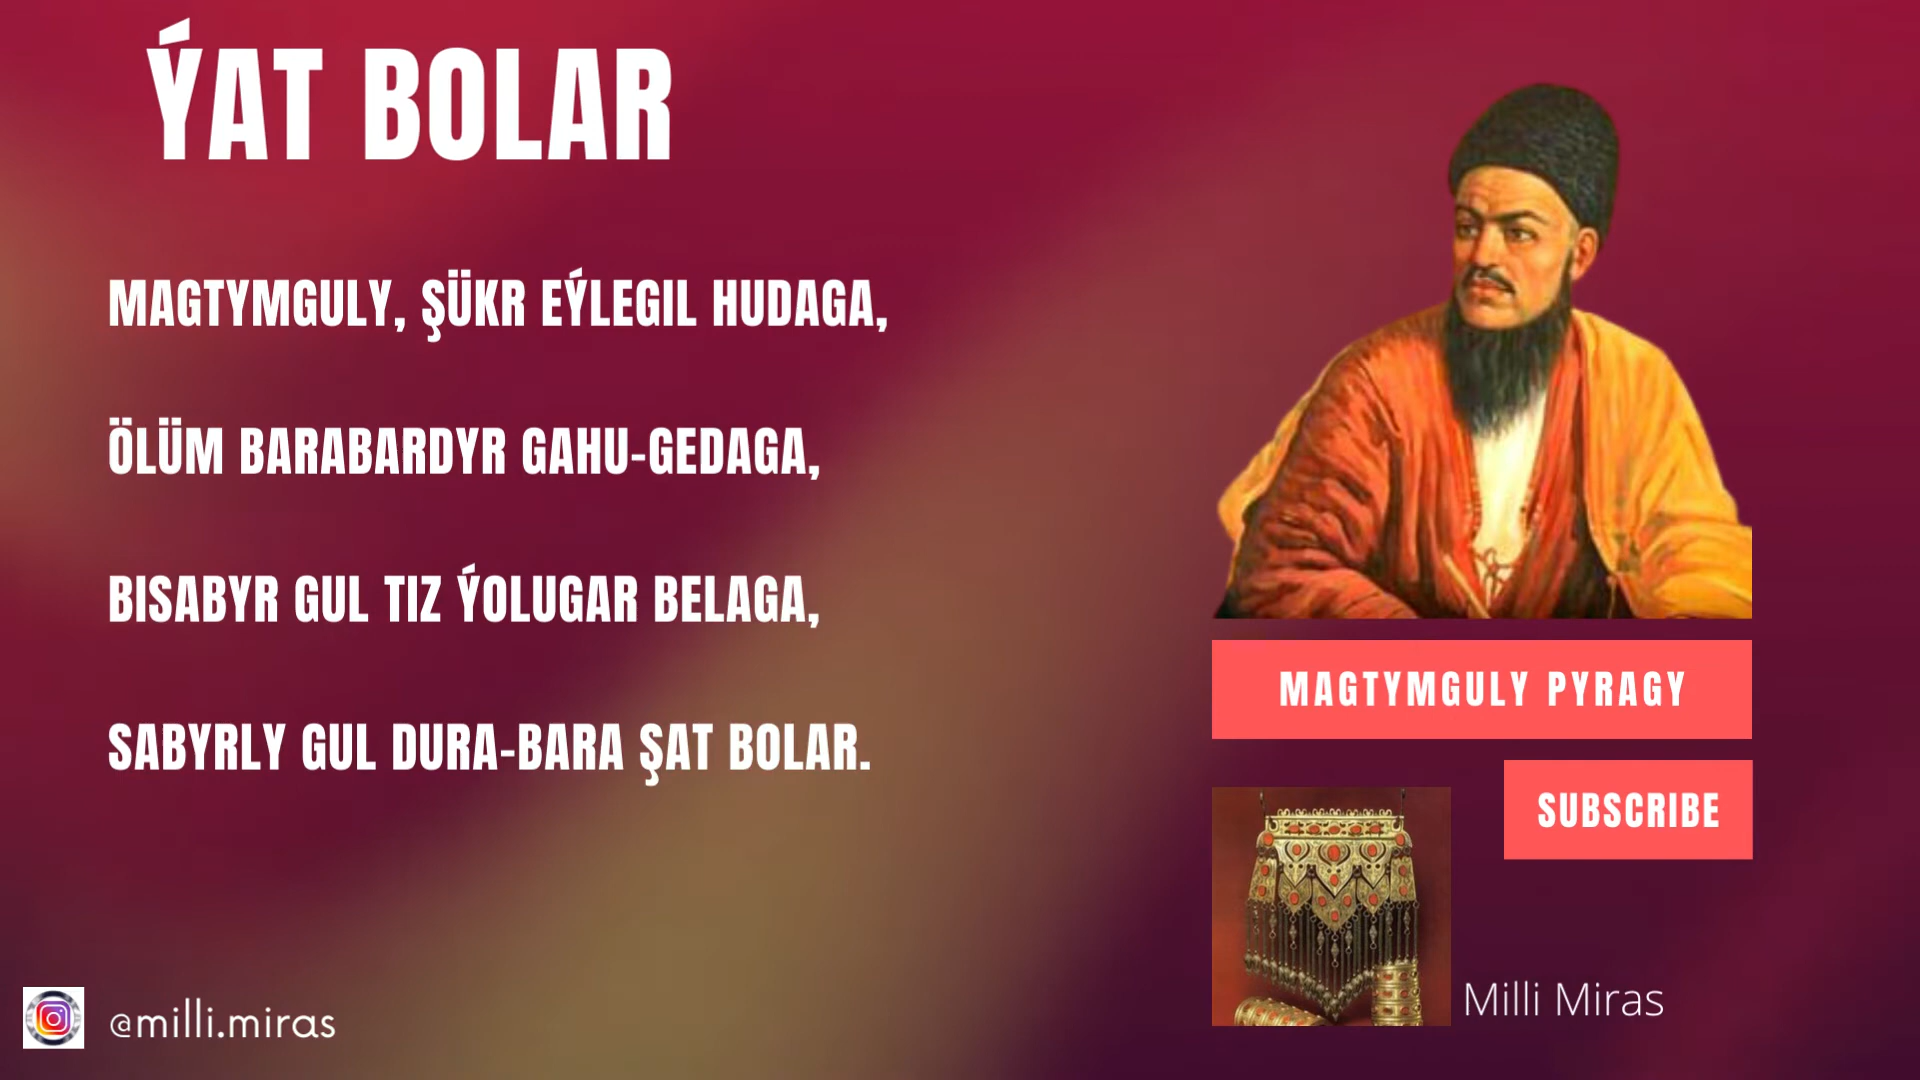 ÝAT BOLAR
MAGTYMGULY, ŞÜKR EÝLEGIL HUDAGA,
ÖLÜM BARABARDYR GAHU-GEDAGA,
BISABYR GUL TIZ ÝOLUGAR BELAGA,
SABYRLY GUL DURA-BARA ŞAT BOLAR.
MAGTYMGULY PYRAGY
SUBSCRIBE
Milli Miras
@milli.miras